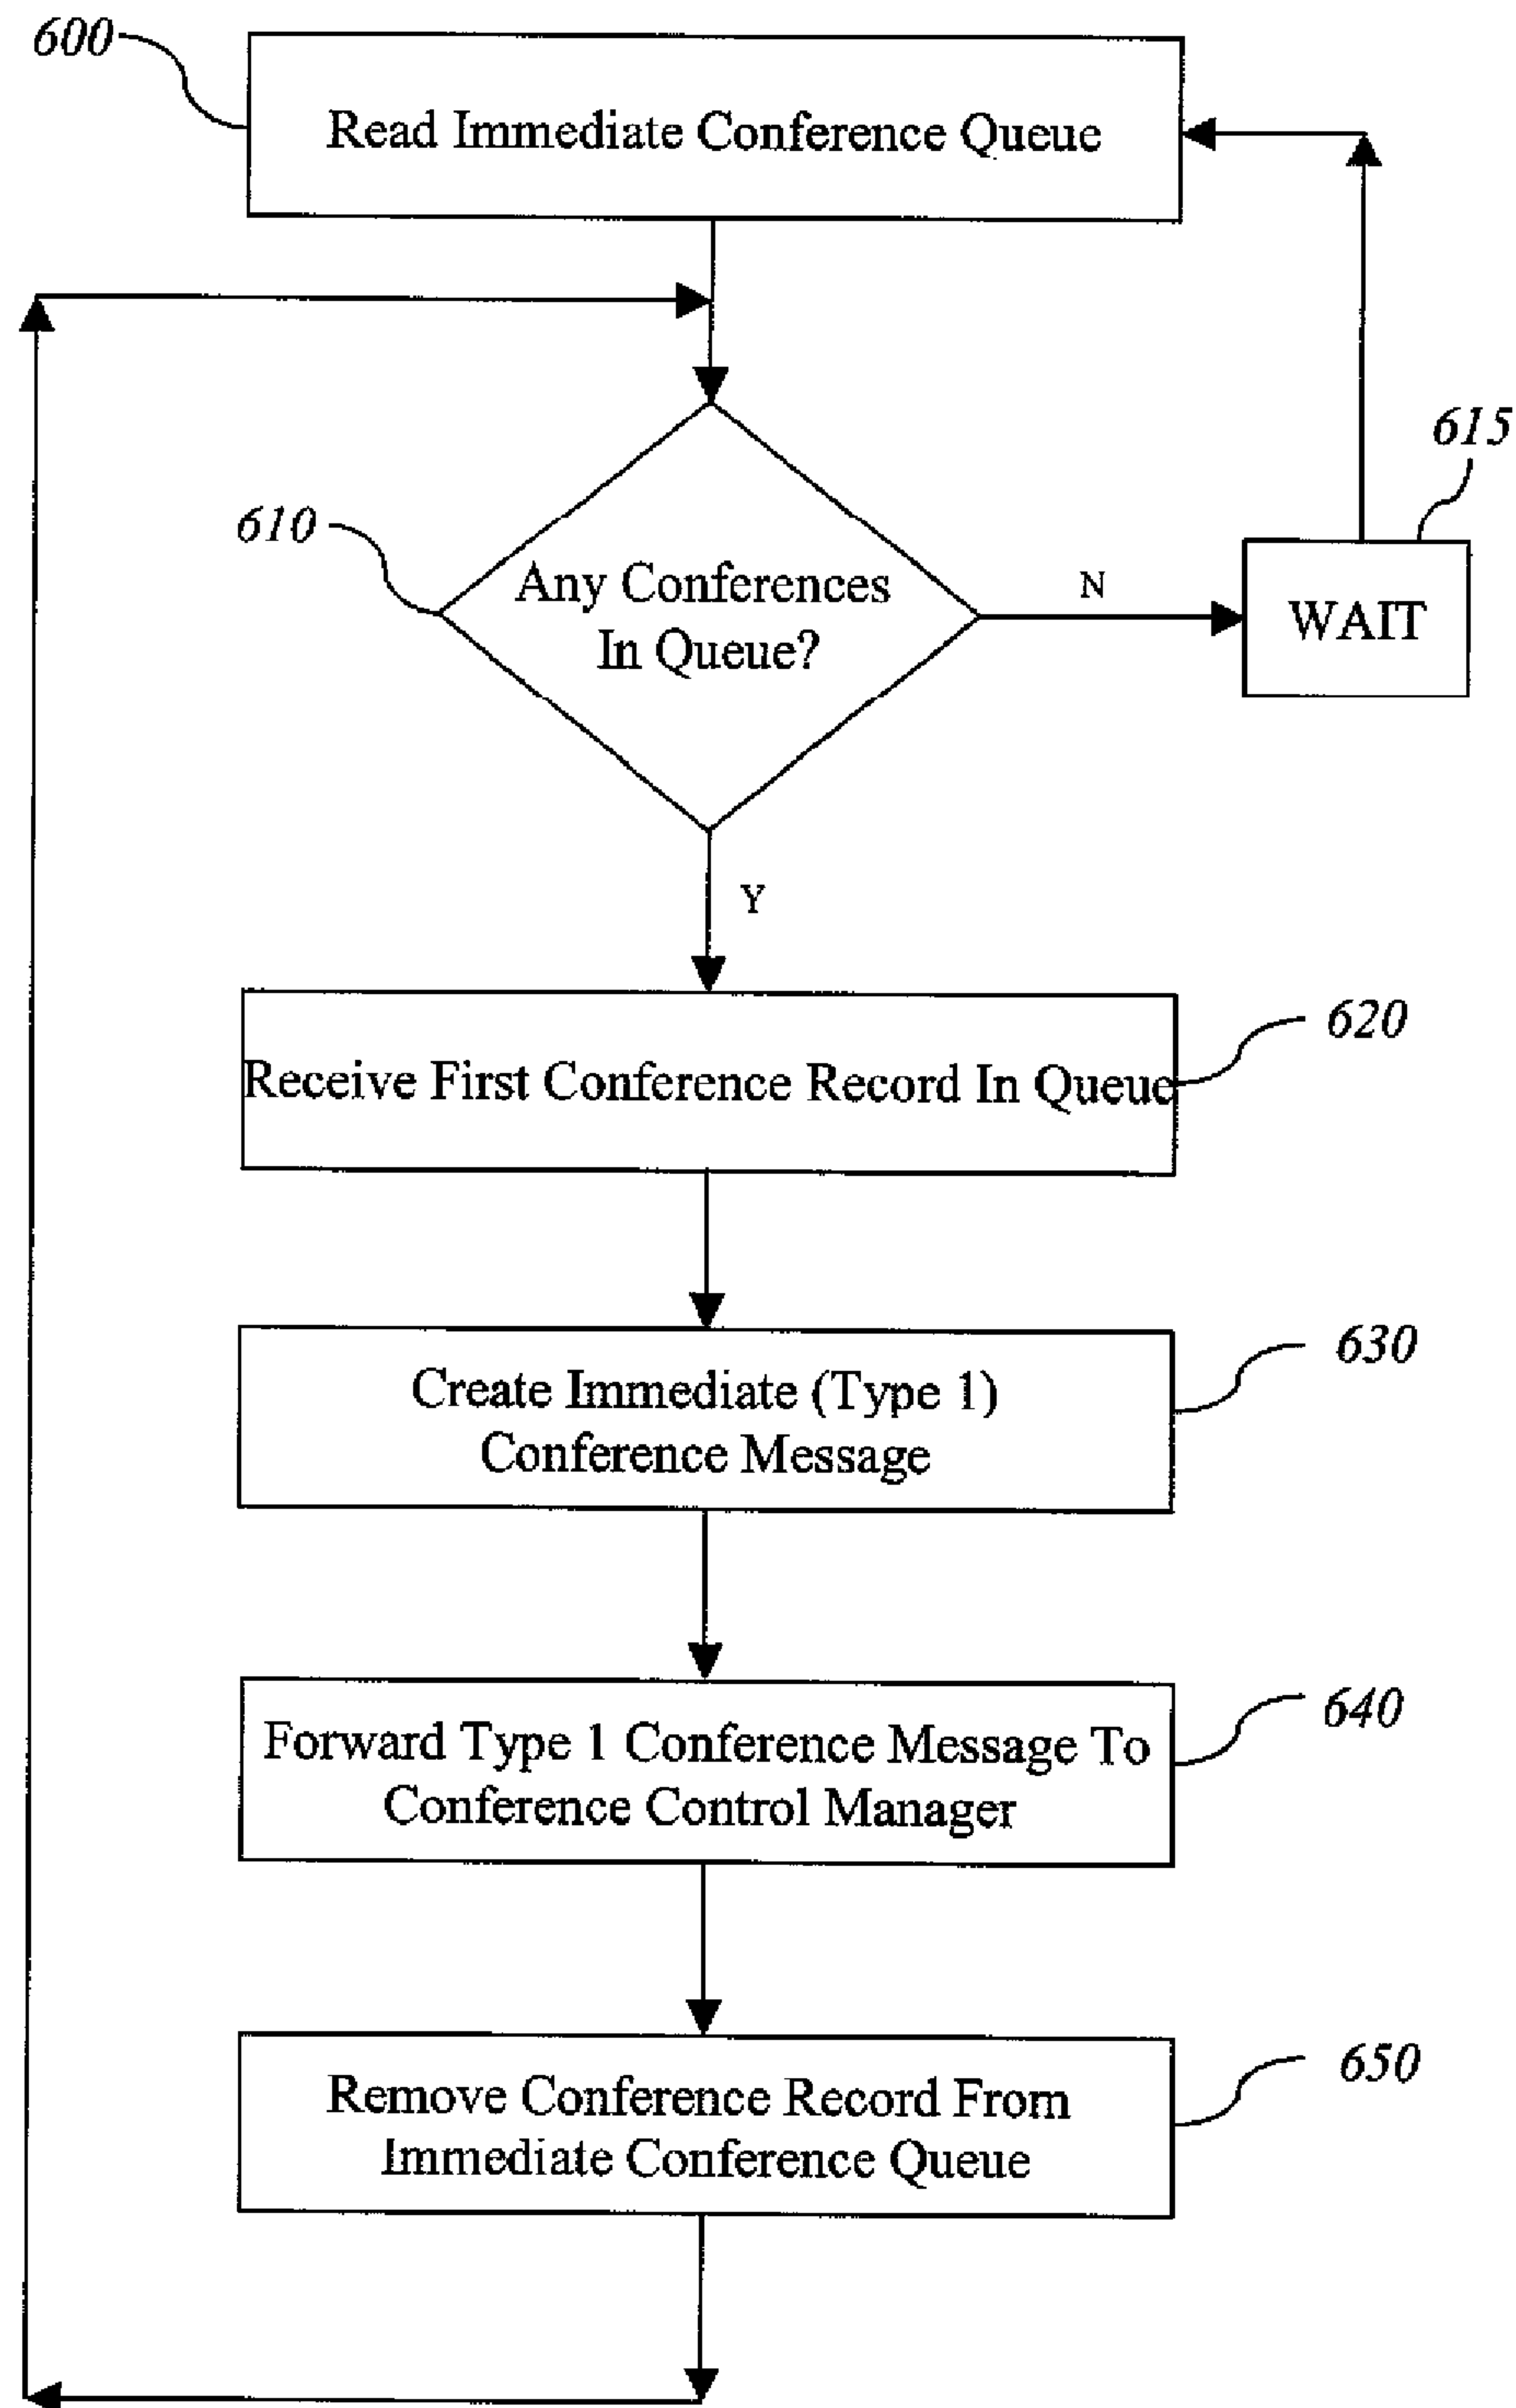 600
Read Immediate Conference Queue
615
610
Any Conferences
In Queue?
N
WAIT
Y
620
Receive First Conference Record In Queue
630
Create Immediate (Type 1)
Conference Message
640
Forward Type 1 Conference Message To
Conference Control Manager
650
Remove Conference Record From
Immediate Conference Queue